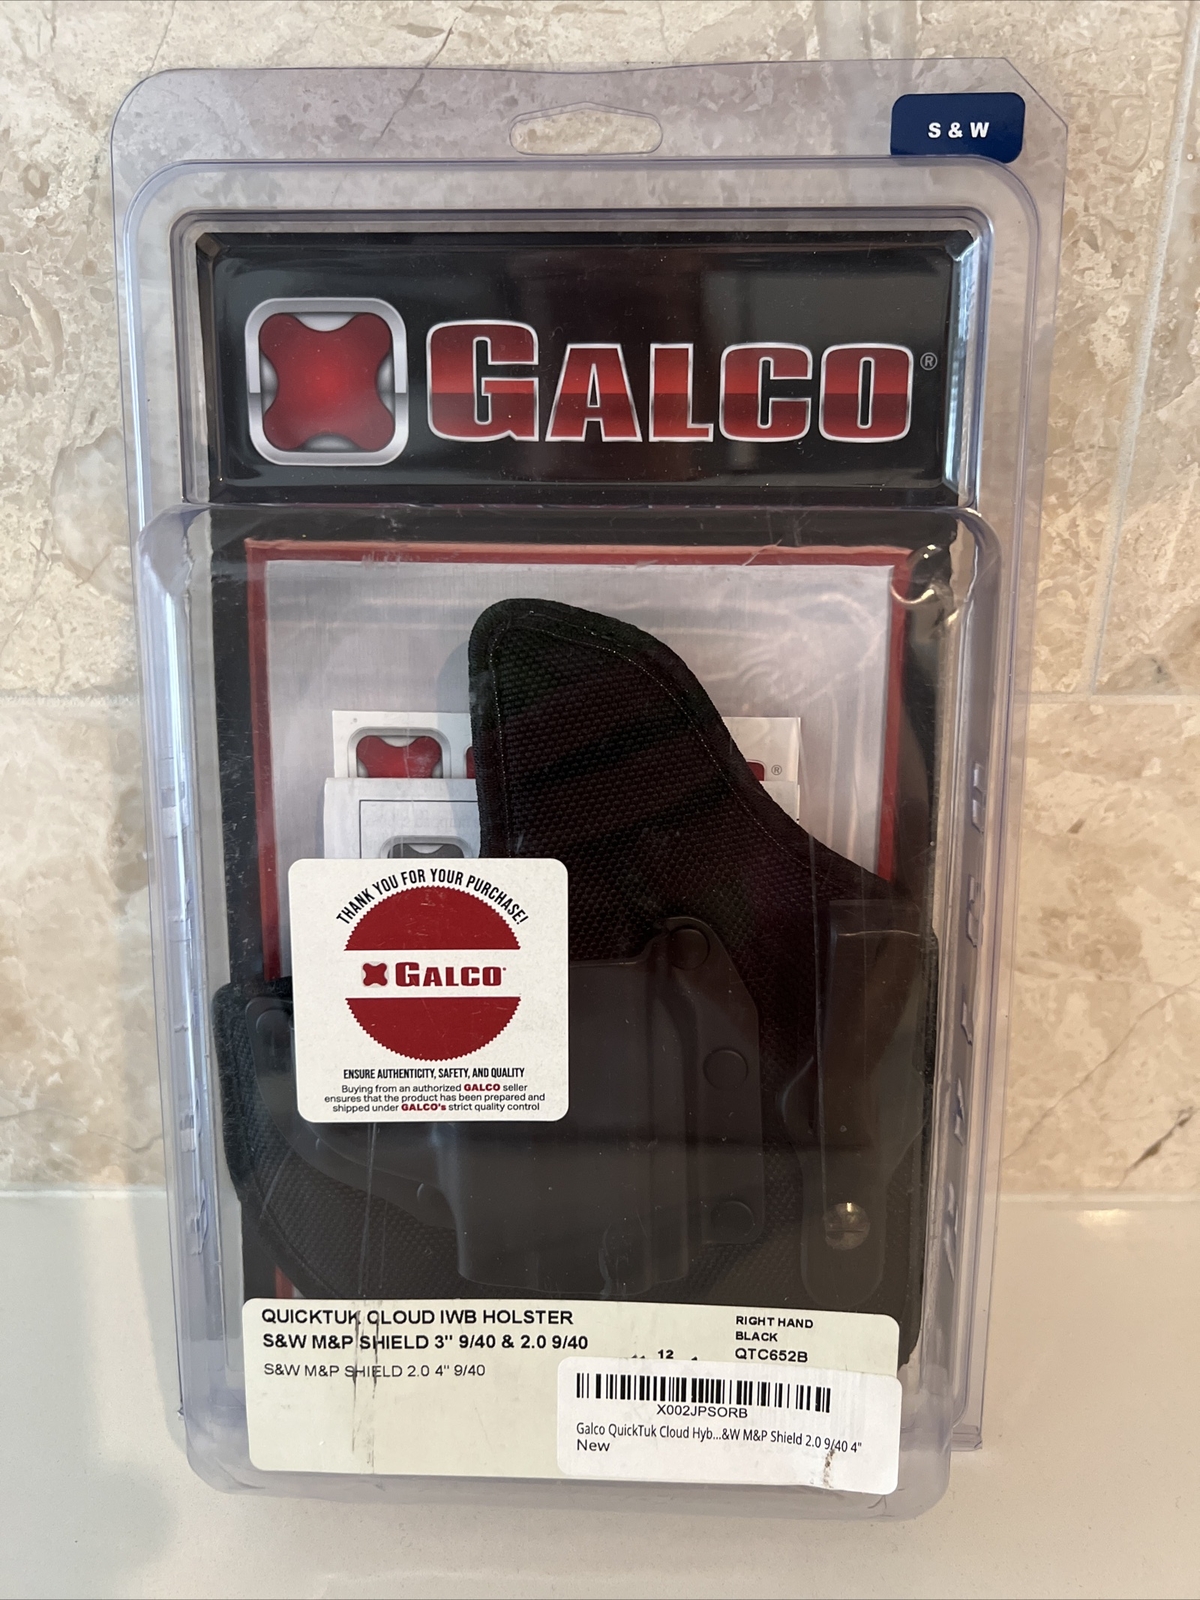 S & W
GALCO®
®
THANK YOU FOR YOUR PURCHASE!
GALCO®
ENSURE AUTHENTICITY, SAFETY, AND QUALITY
Buying from an authorized GALCO seller
ensures that the product has been prepared and
shipped under GALCO's strict quality control
QUICKTUK CLOUD IWB HOLSTER
S&W M&P SHIELD 3" 9/40 & 2.0 9/40
S&W M&P SHIELD 2.0 4" 9/40
RIGHT HAND
BLACK
QTC652B
12
X002JPSORB
Galco QuickTuk Cloud Hyb...&W M&P Shield 2.0 9/40 4"
New